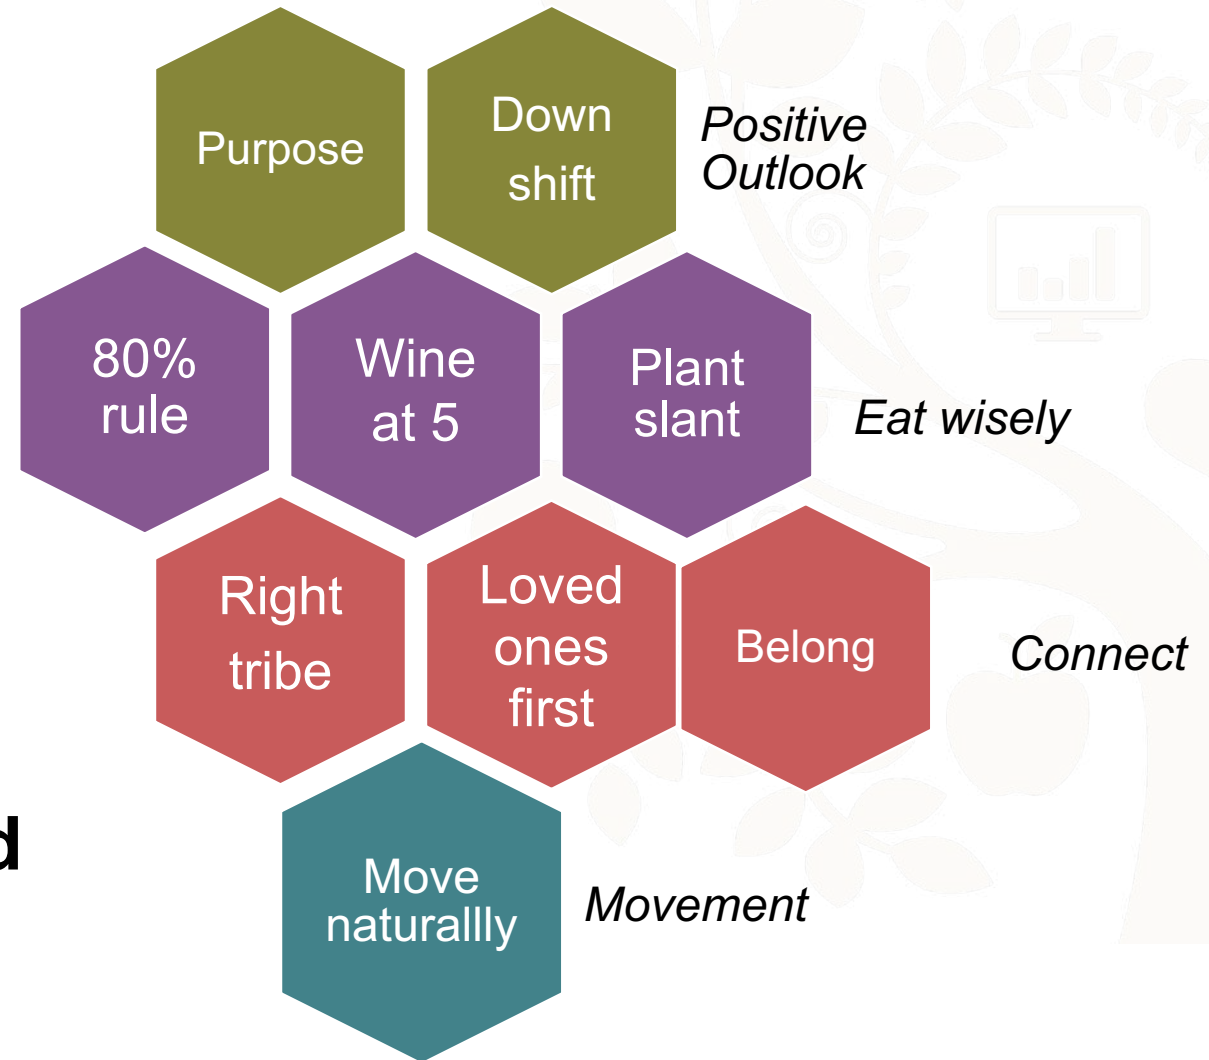 Purpose
Down
shift
Positive
Outlook
80%
rule
Wine
at 5
Plant
slant
Eat wisely
Right
tribe
Loved
ones
first
Belong
Connect
d
Move
naturallly
Movement